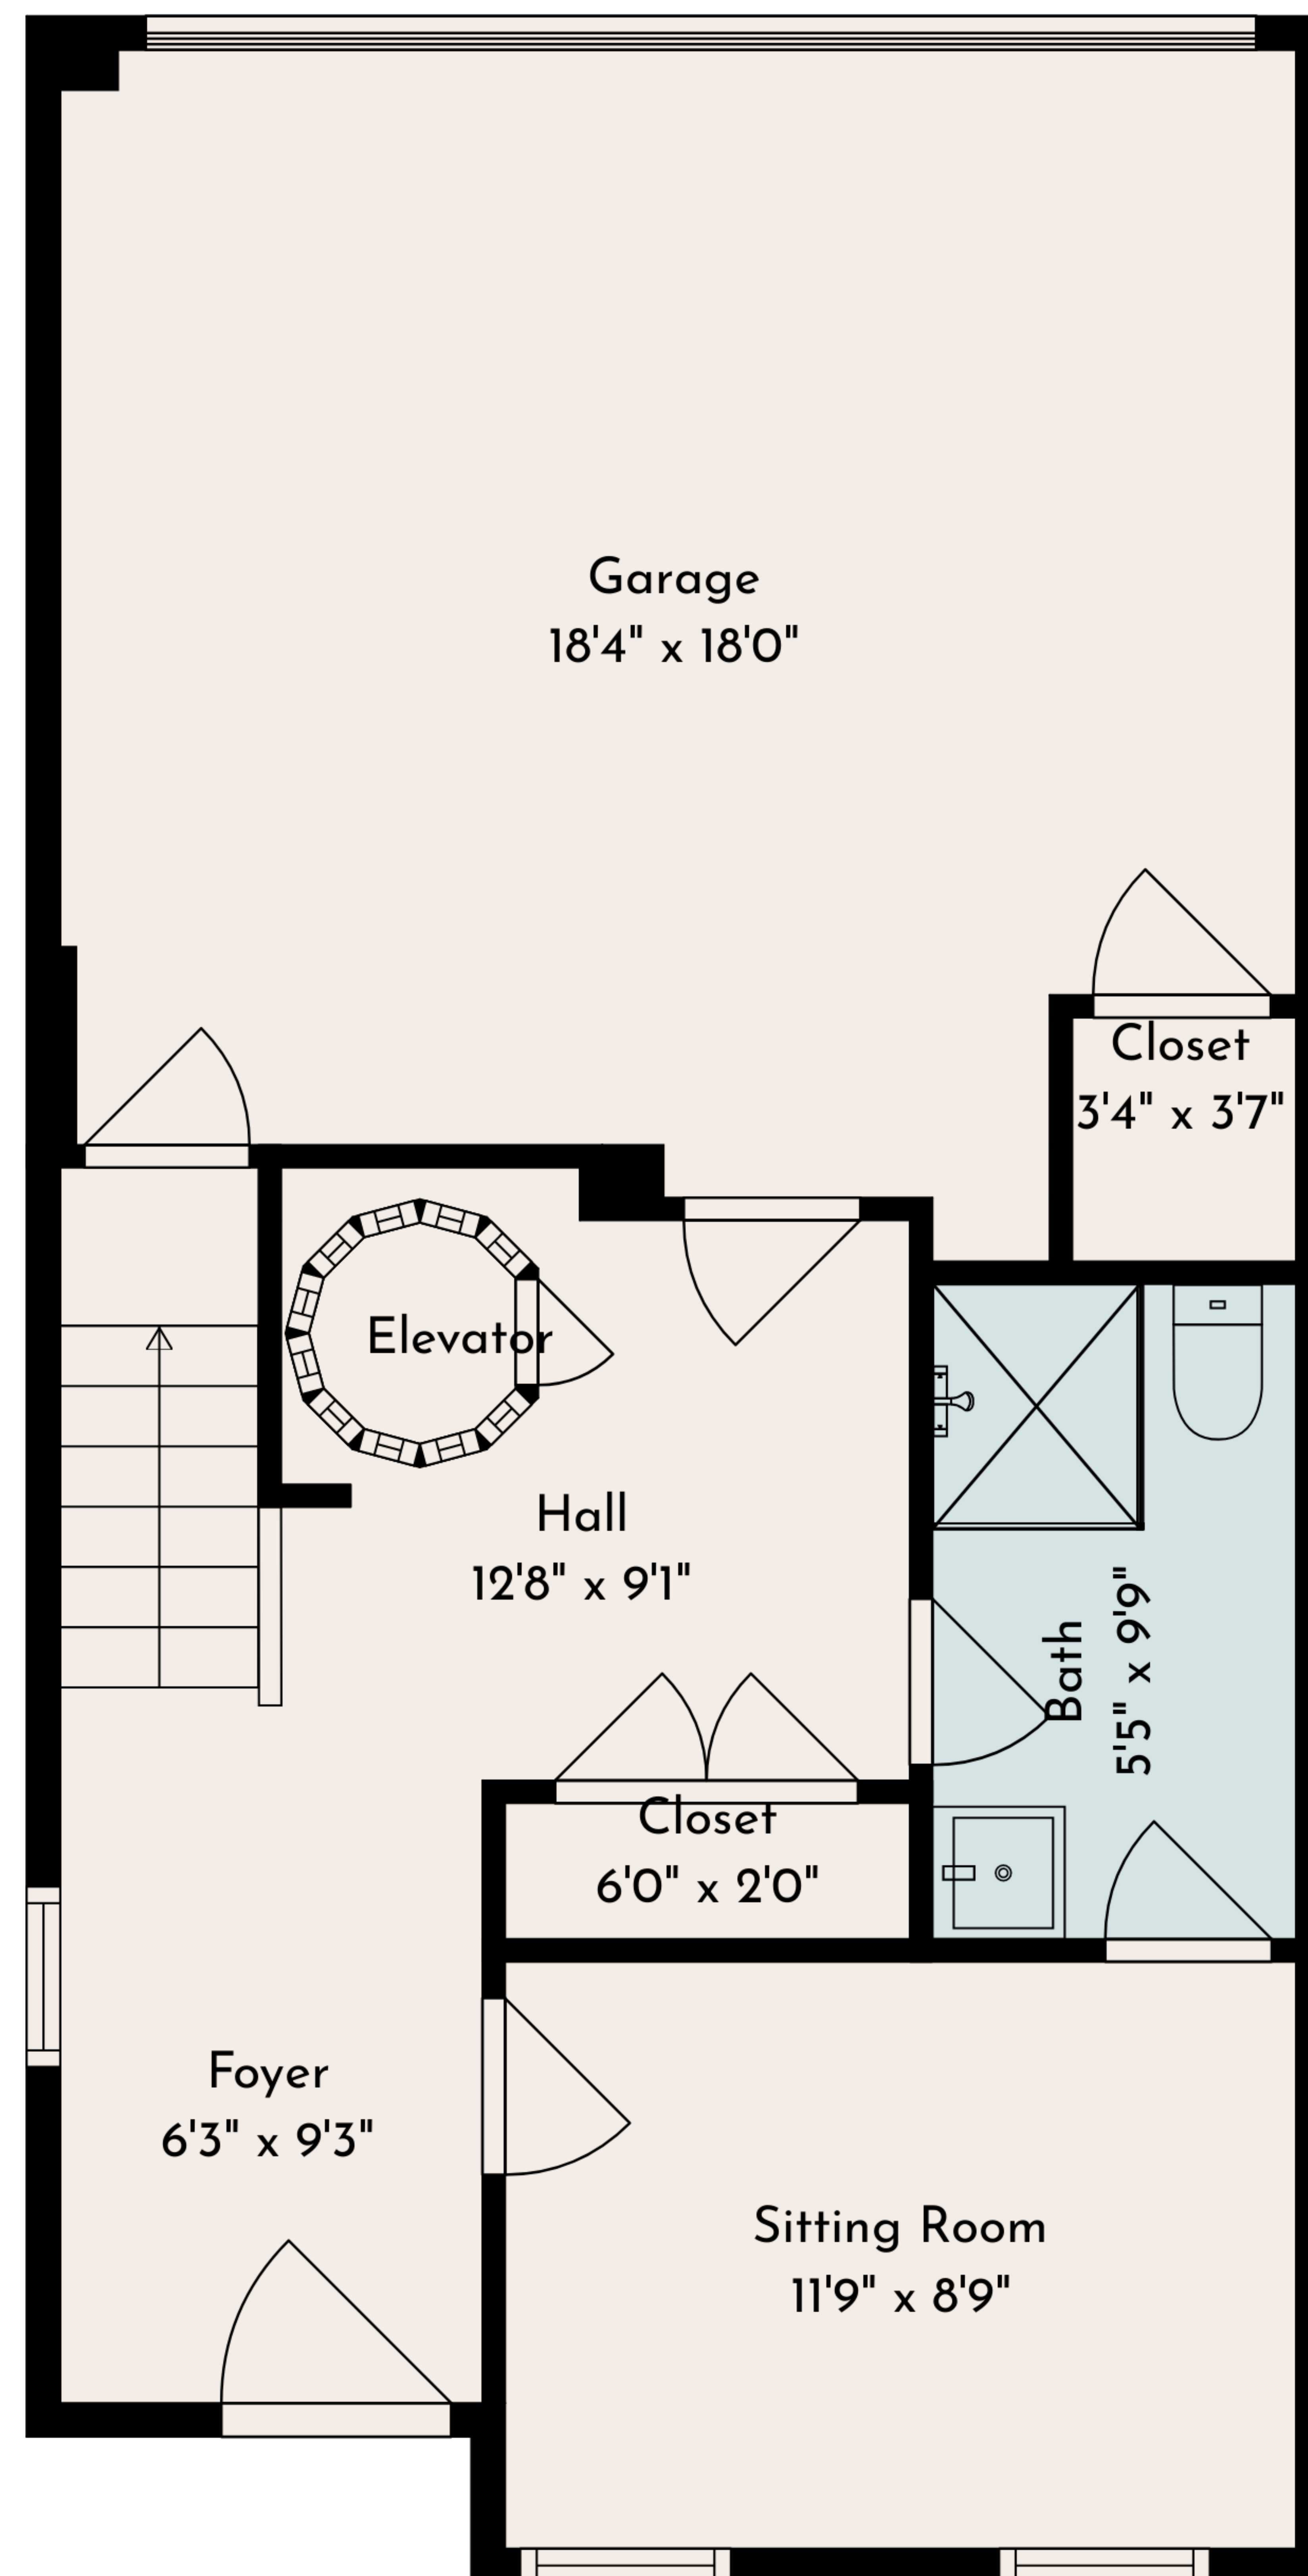 Garage
18'4" x 18'0"
Closet
3'4" x 3'7"
Elevator
Hall
12'8" x 9'1"
Bath
5'5" x 9'9"
Closet
6'0" x 2'0"
Foyer
6'3" x 9'3"
Sitting Room
11'9" x 8'9"